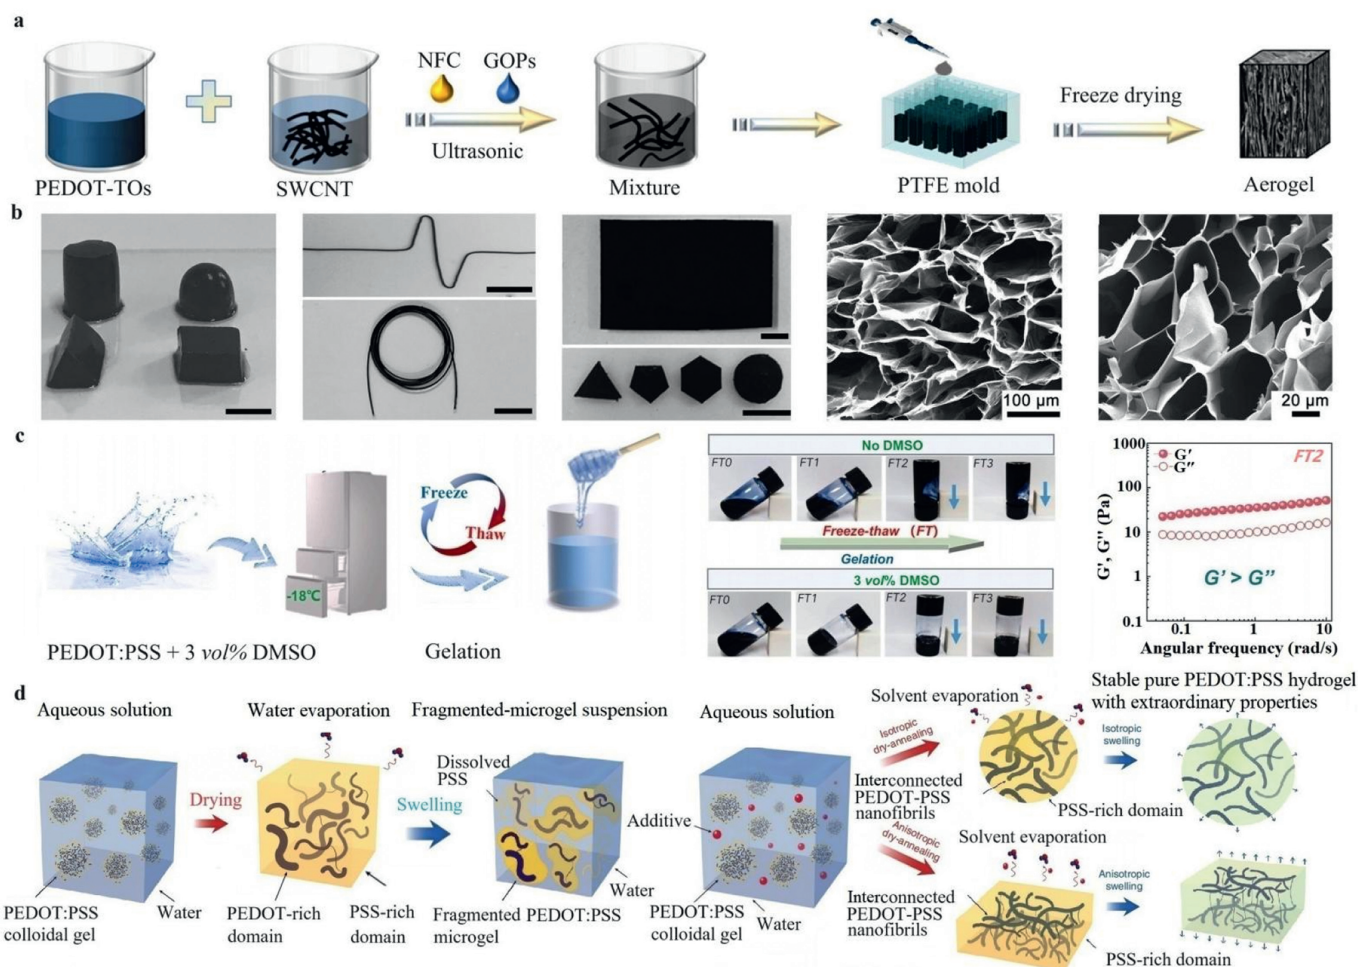 a
NFC
GOPs
Ultrasonic
Freeze drying
PEDOT-TOs
SWCNT
Mixture
PTFE mold
Aerogel
b
100 µm
20 µm
c
-18℃
Freeze
Thaw
PEDOT:PSS + 3 vol% DMSO
Gelation
No DMSO
FT0
FT1
FT2
FT3
Freeze-thaw (FT)
Gelation
3 vol% DMSO
FT0
FT1
FT2
FT3
1000
100
10
1
0.1
G', G'' (Pa)
G'
G''
FT2
G' > G''
0.1
1
10
Angular frequency (rad/s)
d
Aqueous solution
Water evaporation
Fragmented-microgel suspension
Aqueous solution
Solvent evaporation
Stable pure PEDOT:PSS hydrogel
with extraordinary properties
Drying
Dissolved
PSS
Swelling
Additive
Isotropic
dry-annealing
Interconnected
PEDOT-PSS
nanofibrils
PSS-rich domain
Isotropic
swelling
Anisotropic
dry-annealing
Solvent evaporation
Interconnected
PEDOT-PSS
nanofibrils
Anisotropic
swelling
PSS-rich domain
PEDOT:PSS
colloidal gel
Water
PEDOT-rich
domain
PSS-rich
domain
Fragmented
microgel
PEDOT:PSS
Water
PEDOT:PSS
colloidal gel
Water